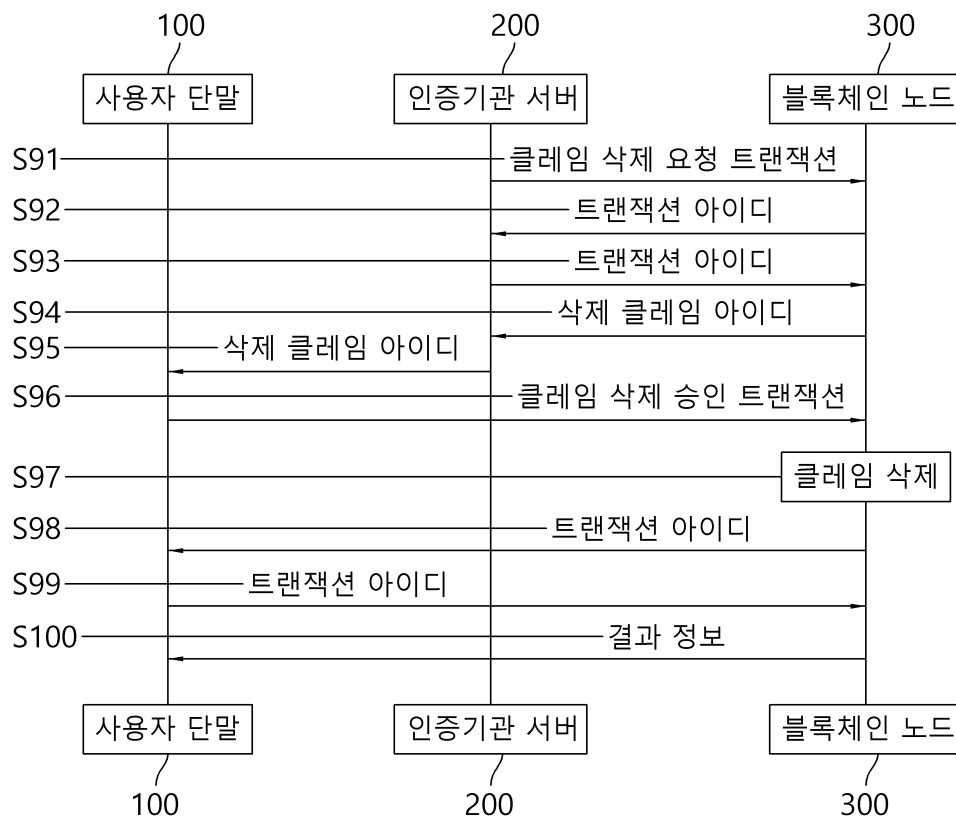 100 200 300
사용자 단말 인증기관 서버 블록체인 노드
S91 클레임 삭제 요청 트랜잭션
S92 트랜잭션 아이디
S93 트랜잭션 아이디
S94 삭제 클레임 아이디
S95 삭제 클레임 아이디
S96 클레임 삭제 승인 트랜잭션
S97 클레임 삭제
S98 트랜잭션 아이디
S99 트랜잭션 아이디
S100 결과 정보
사용자 단말 인증기관 서버 블록체인 노드
100 200 300